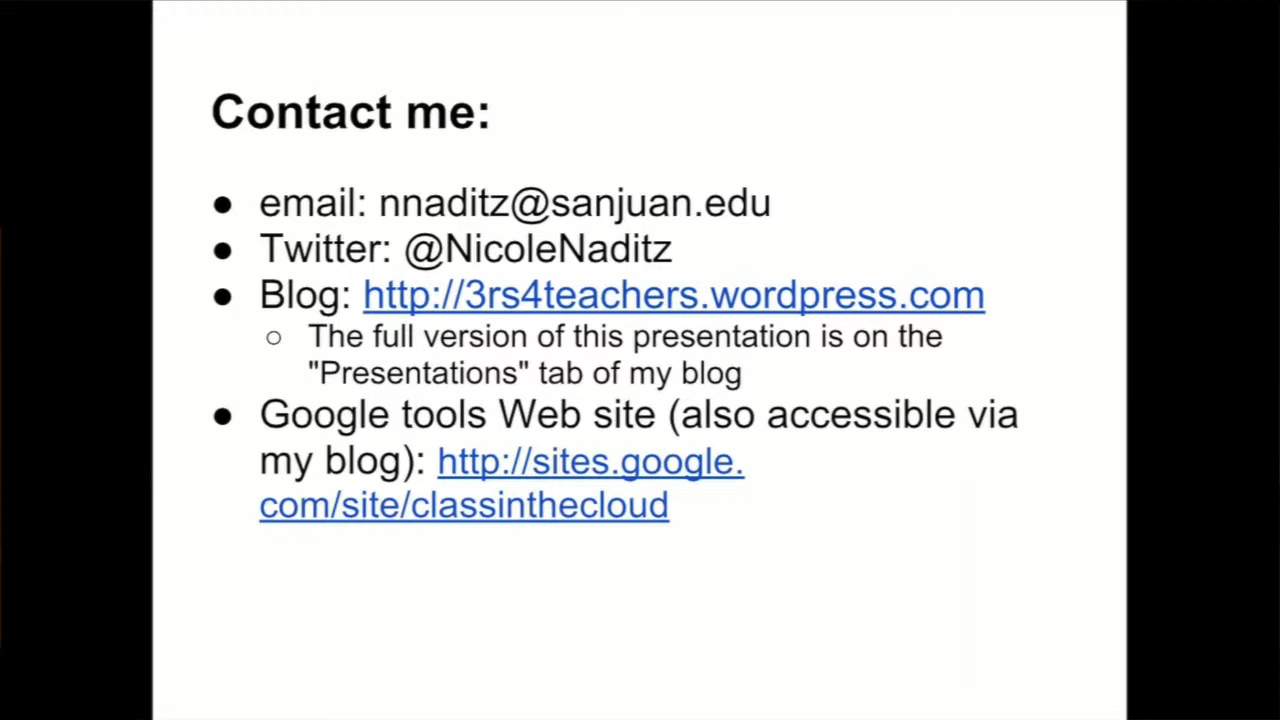 Contact me:
● email: nnaditz@sanjuan.edu
● Twitter: @NicoleNaditz
● Blog: http://3rs4teachers.wordpress.com
○ The full version of this presentation is on the
"Presentations" tab of my blog
● Google tools Web site (also accessible via
my blog): http://sites.google.
com/site/classinthecloud